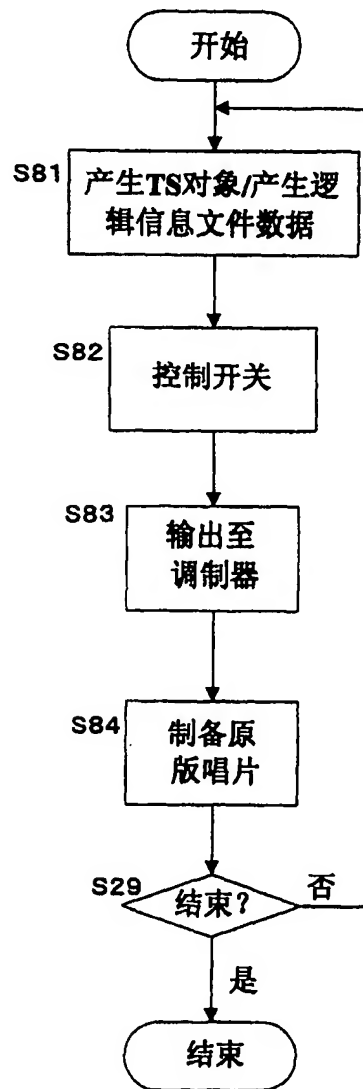 开始
S81
产生TS对象/产生逻
辑信息文件数据
S82
控制开关
S83
输出至
调制器
S84
制备原
版唱片
S29
结束?
否
是
结束